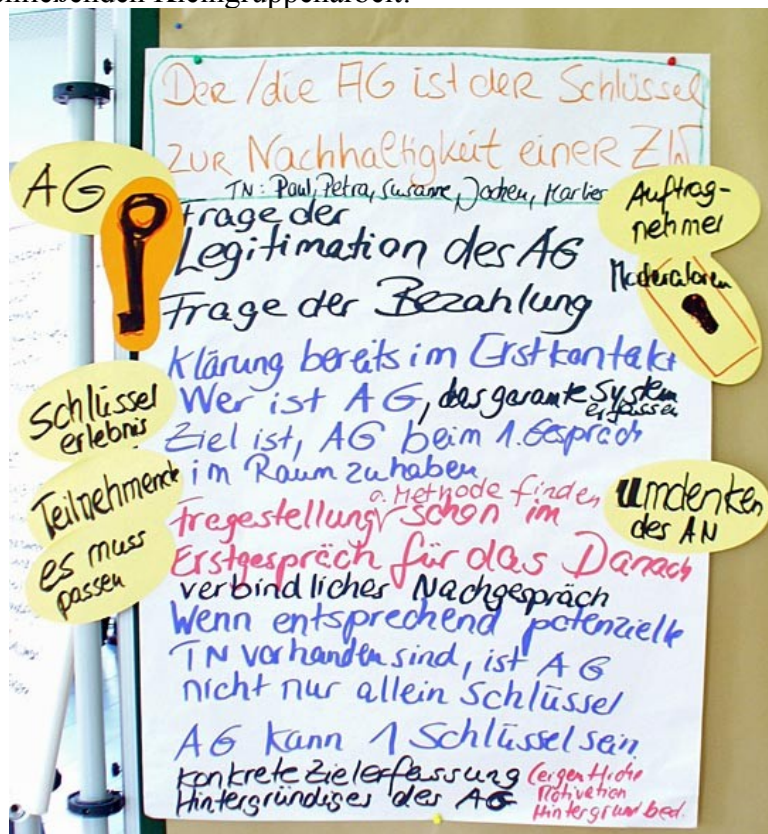 Der/die AG ist der Schlüssel
zur Nachhaltigkeit einer ZW
TN: Paul, Petra, Susanne, Jochen,
AG
Frage der
Legitimation des AG
Frage der Bezahlung
Auftrag-
nehmer
Moderatoren
Klärung bereits im Erstkontakt
Wer ist AG, das gesamte System
erfassen
Ziel ist, AG beim 1. Gespräch
im Raum zu haben
Schlüssel
erlebnis
Teilnehmende
es muss
passen
o. Methode finden
Fragestellung schon im
Erstgespräch für das Danach
verbindliches Nachgespräch
Umdenken
des AN
Wenn entsprechend potenzielle
TN vorhanden sind, ist AG
nicht nur allein Schlüssel
AG kann 1 Schlüssel sein
konkrete Zielerfassung (eigentliche
Motivation
Hintergründiges des AG
Hintergrund bed.